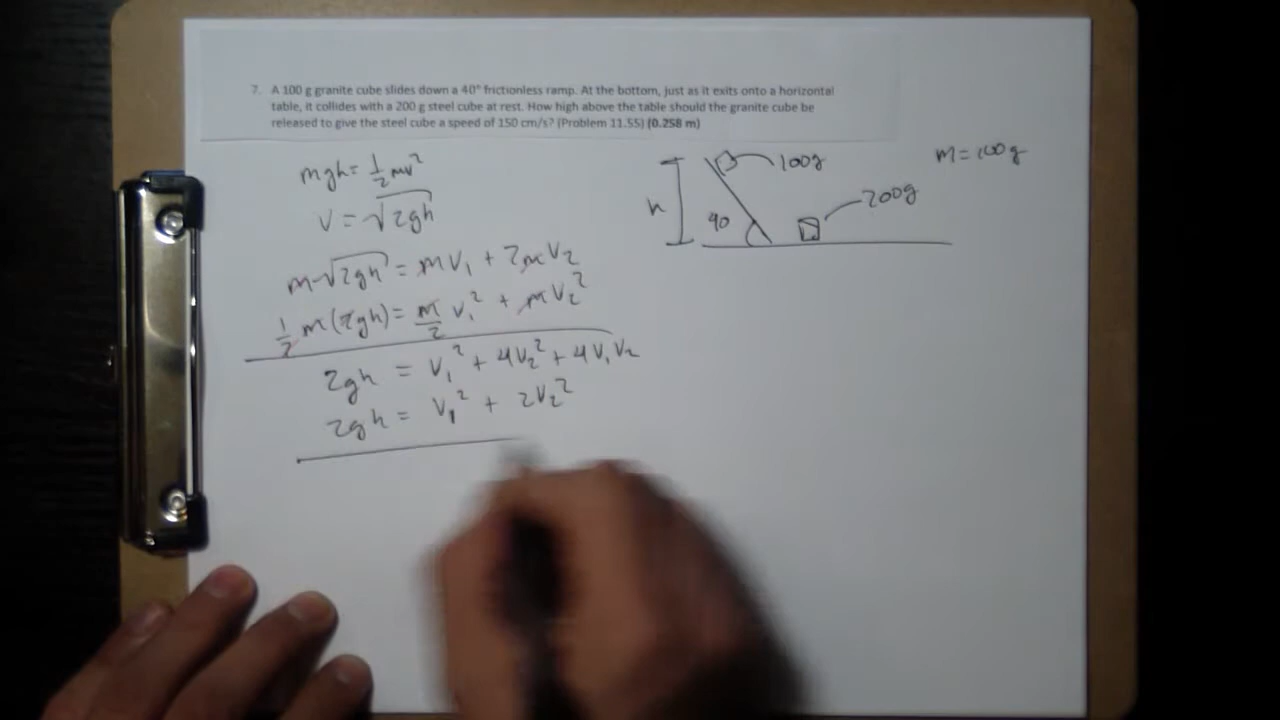 7. A 100 g granite cube slides down a 40° frictionless ramp. At the bottom, just as it exits onto a horizontal
table, it collides with a 200 g steel cube at rest. How high above the table should the granite cube be
released to give the steel cube a speed of 150 cm/s? (Problem 11.55) (0.258 m)
mgh = 1/2 mv²
v = √2gh
m√2gh = mv₁ + 2mv₂
1/2 m(2gh) = m/2 v₁² + mv₂²
2gh = v₁² + 4v₂² + 4v₁v₂
2gh = v₁² + 2v₂²
100g
m = 100g
200g
h
40